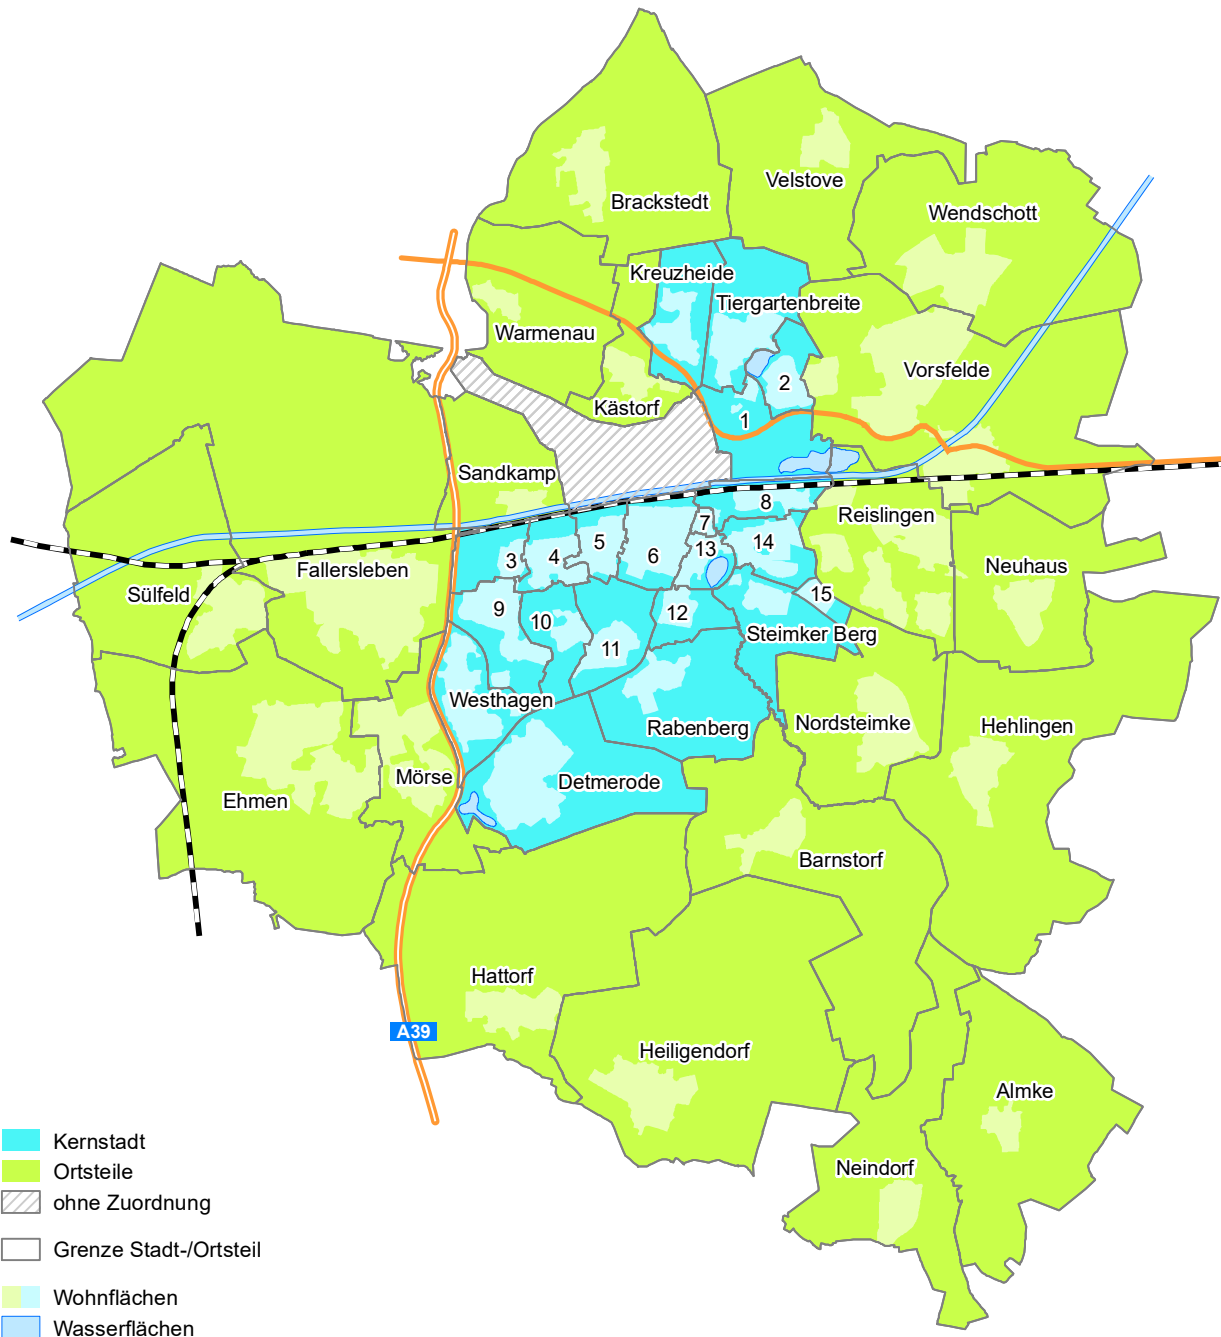 Brackstedt
Velstove
Wendschott
Kreuzheide
Tiergartenbreite
Warmenau
Vorsfelde
2
Kästorf
1
Sandkamp
8
Reislingen
7
5
14
6
13
4
3
Fallersleben
Neuhaus
Sülfeld
15
9
12
10
Steimker Berg
11
Westhagen
Rabenberg
Nordsteimke
Hehlingen
Mörse
Detmerode
Ehmen
Barnstorf
Hattorf
A39
Heiligendorf
Almke
Neindorf
Kernstadt
Ortsteile
ohne Zuordnung
Grenze Stadt-/Ortsteil
Wohnflächen
Wasserflächen